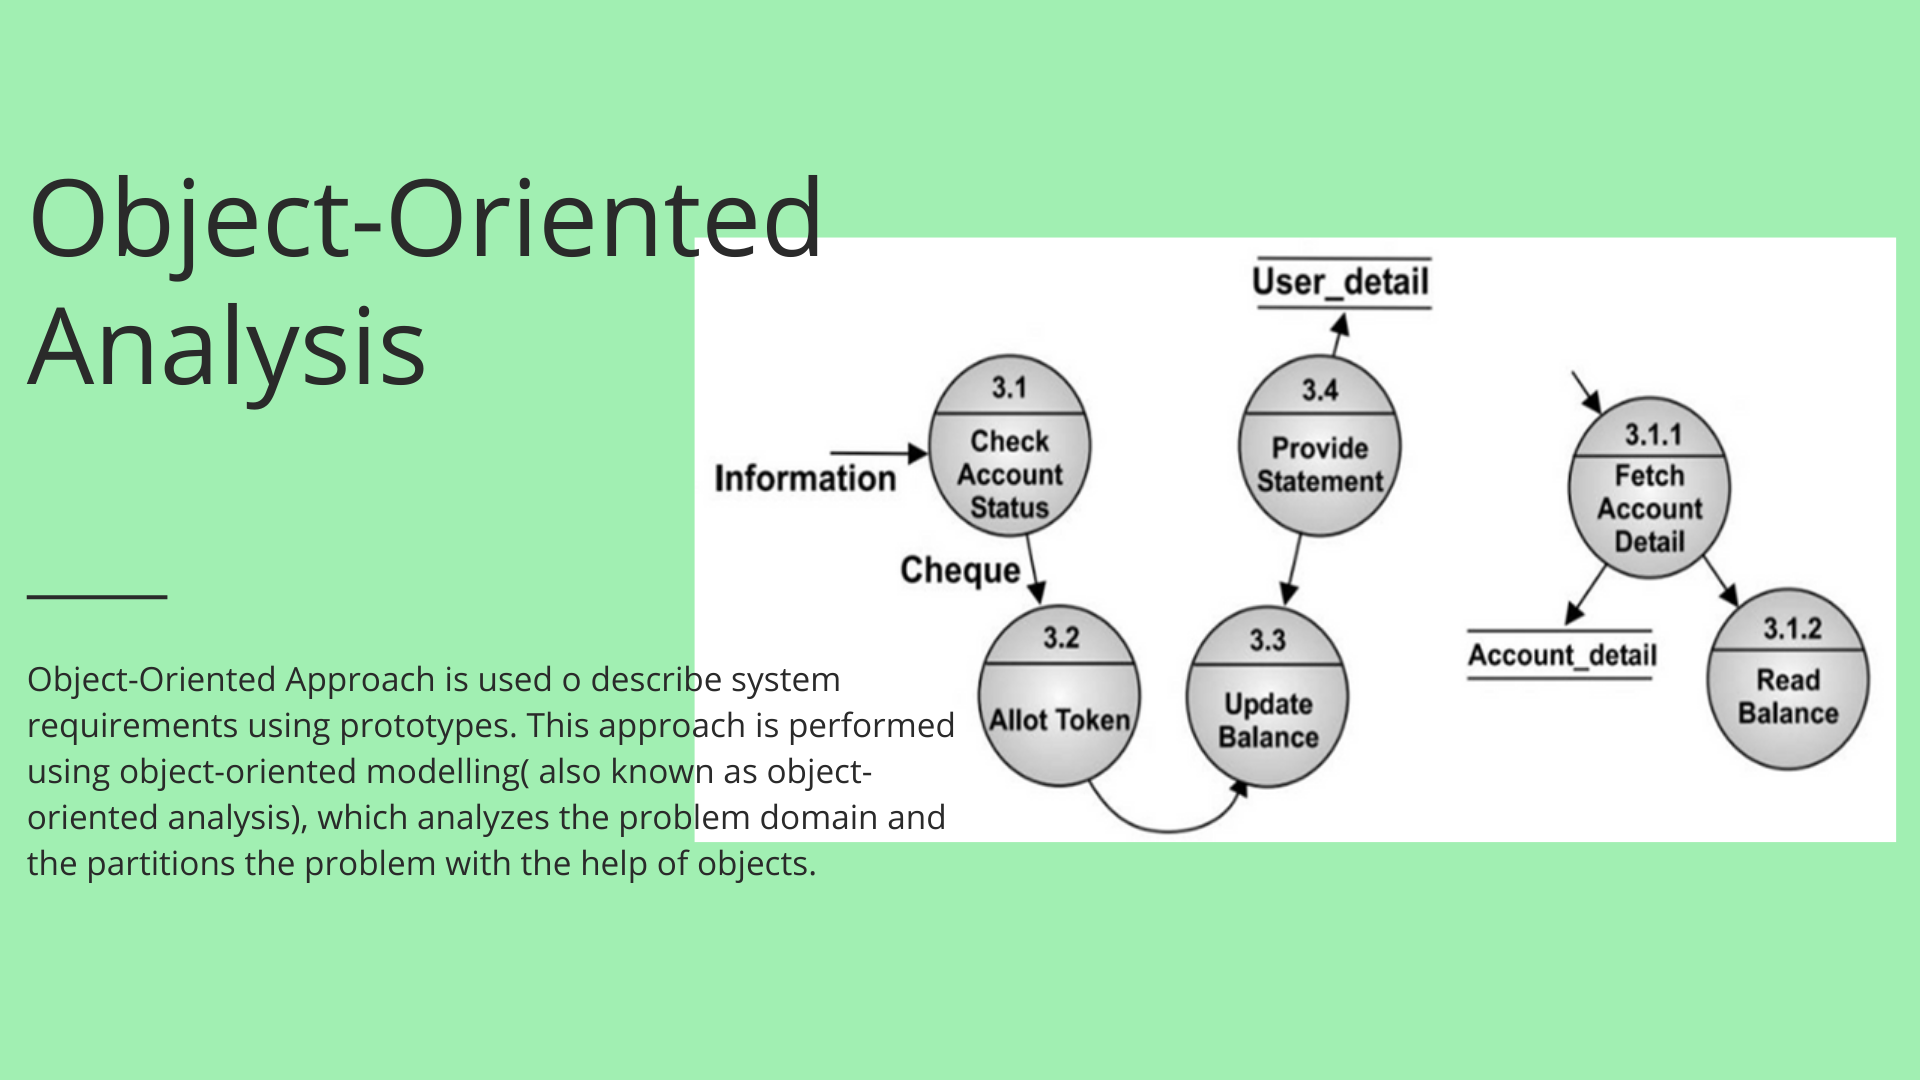 Object-Oriented
Analysis
Object-Oriented Approach is used o describe system
requirements using prototypes. This approach is performed
using object-oriented modelling( also known as object-
oriented analysis), which analyzes the problem domain and
the partitions the problem with the help of objects.
User_detail
3.1
Check
Account
Status
Information
Cheque
3.2
Allot Token
3.4
Provide
Statement
3.3
Update
Balance
3.1.1
Fetch
Account
Detail
Account_detail
3.1.2
Read
Balance